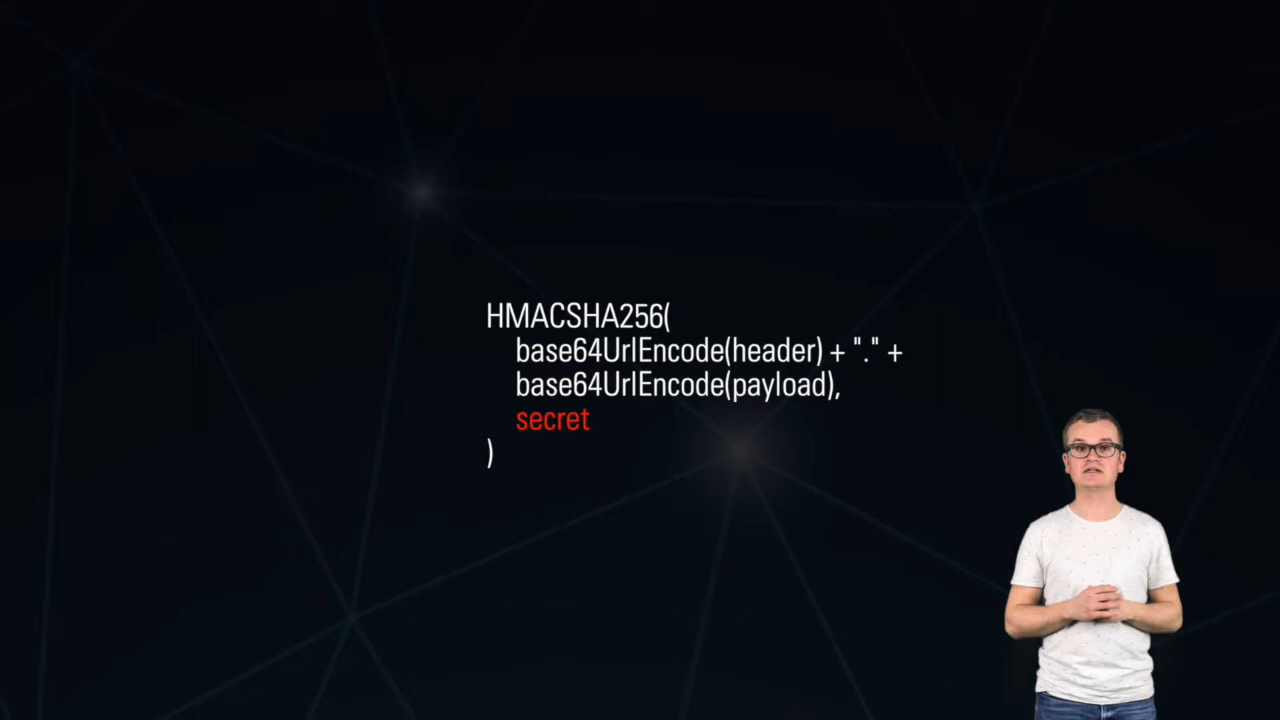 HMACSHA256(
base64UrlEncode(header) + "." +
base64UrlEncode(payload),
secret
)